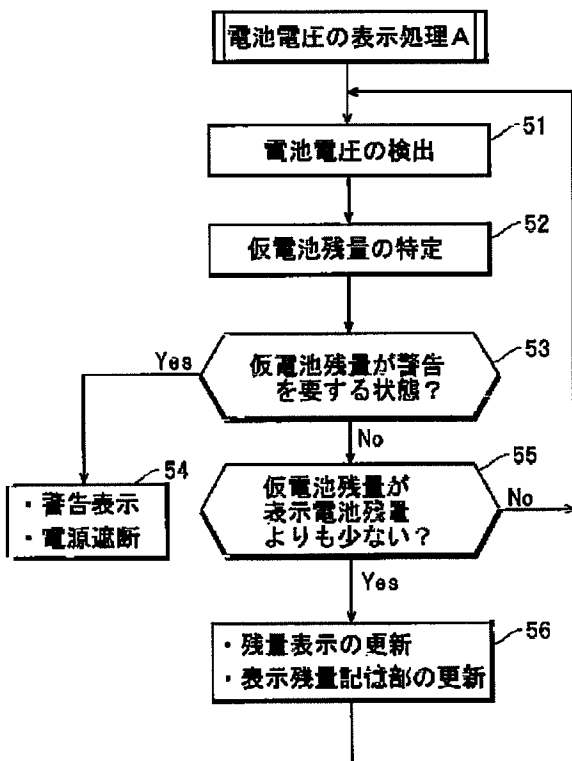 電池電圧の表示処理A
51
電池電圧の検出
52
仮電池残量の特定
53
Yes
仮電池残量が警告
を要する状態？
No
54
・警告表示
・電源遮断
55
仮電池残量が
表示電池残量
よりも少ない？
No
Yes
56
・残量表示の更新
・表示残量記憶部の更新